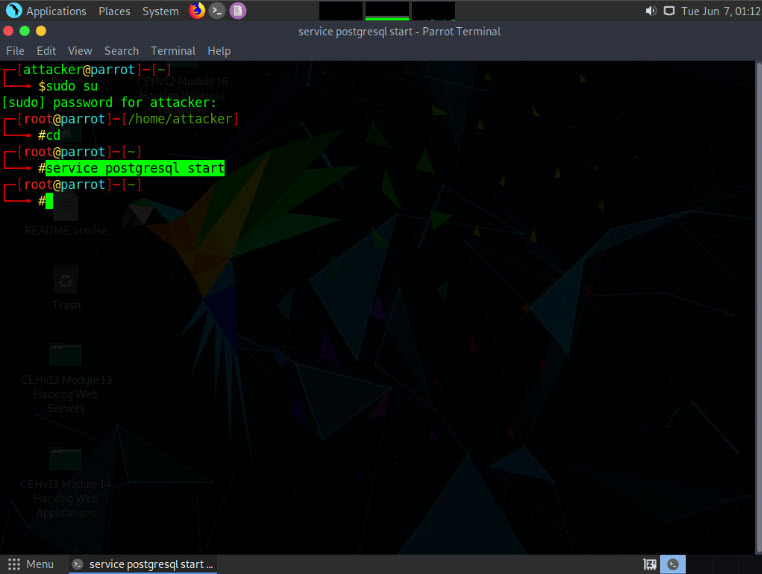 Applications Places System Tue Jun 7, 01:12
service postgresql start - Parrot Terminal
File Edit View Search Terminal Help
┌─[attacker@parrot]─[~]
└──╼ $sudo su
[sudo] password for attacker:
┌─[root@parrot]─[/home/attacker]
└──╼ #cd
┌─[root@parrot]─[~]
└──╼ #service postgresql start
┌─[root@parrot]─[~]
└──╼ #
CEHv12 Module 16
Hacking Wireless
README.license
Trash
CEHv12 Module 13
Hacking Web
Servers
CEHv12 Module 14
Hacking Web
Applications
Menu service postgresql start ...